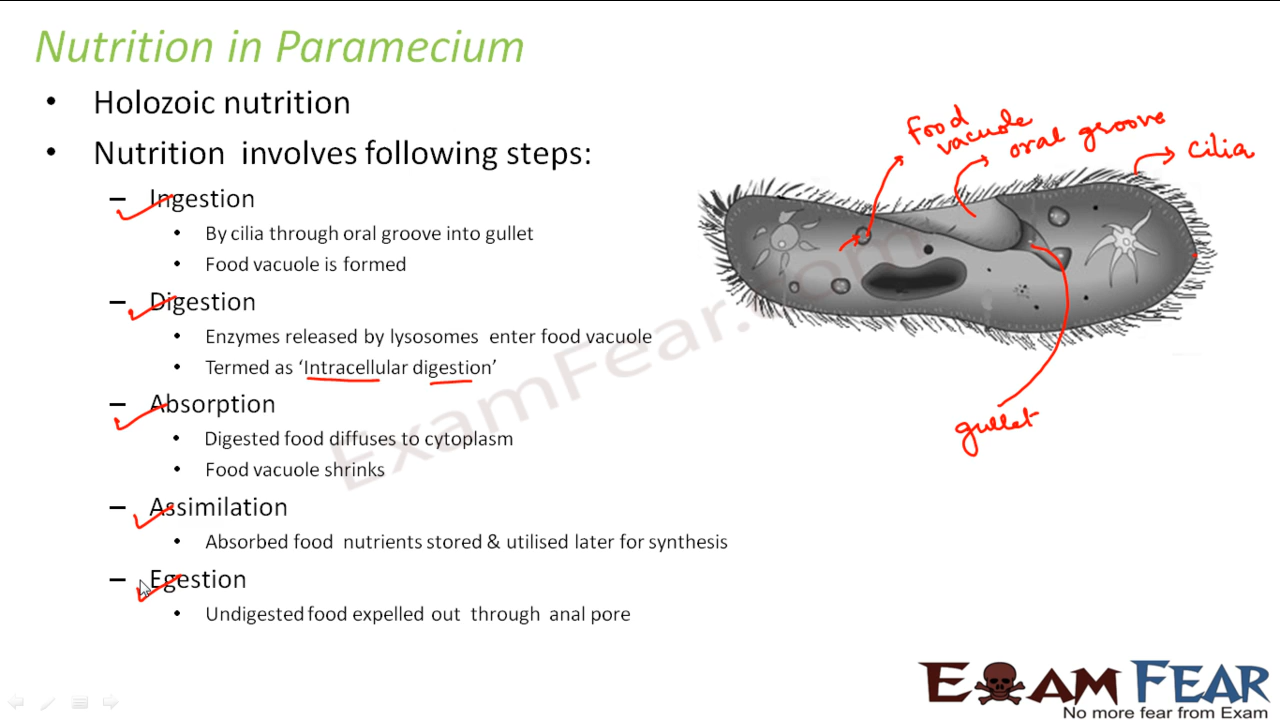 Nutrition in Paramecium
• Holozoic nutrition
• Nutrition involves following steps:
– Ingestion
• By cilia through oral groove into gullet
• Food vacuole is formed
– Digestion
• Enzymes released by lysosomes enter food vacuole
• Termed as ‘Intracellular digestion’
– Absorption
• Digested food diffuses to cytoplasm
• Food vacuole shrinks
– Assimilation
• Absorbed food nutrients stored & utilised later for synthesis
– Egestion
• Undigested food expelled out through anal pore
Food
vacuole
oral groove
cilia
gullet
ExamFear.com
EXAM FEAR
No more fear from Exam